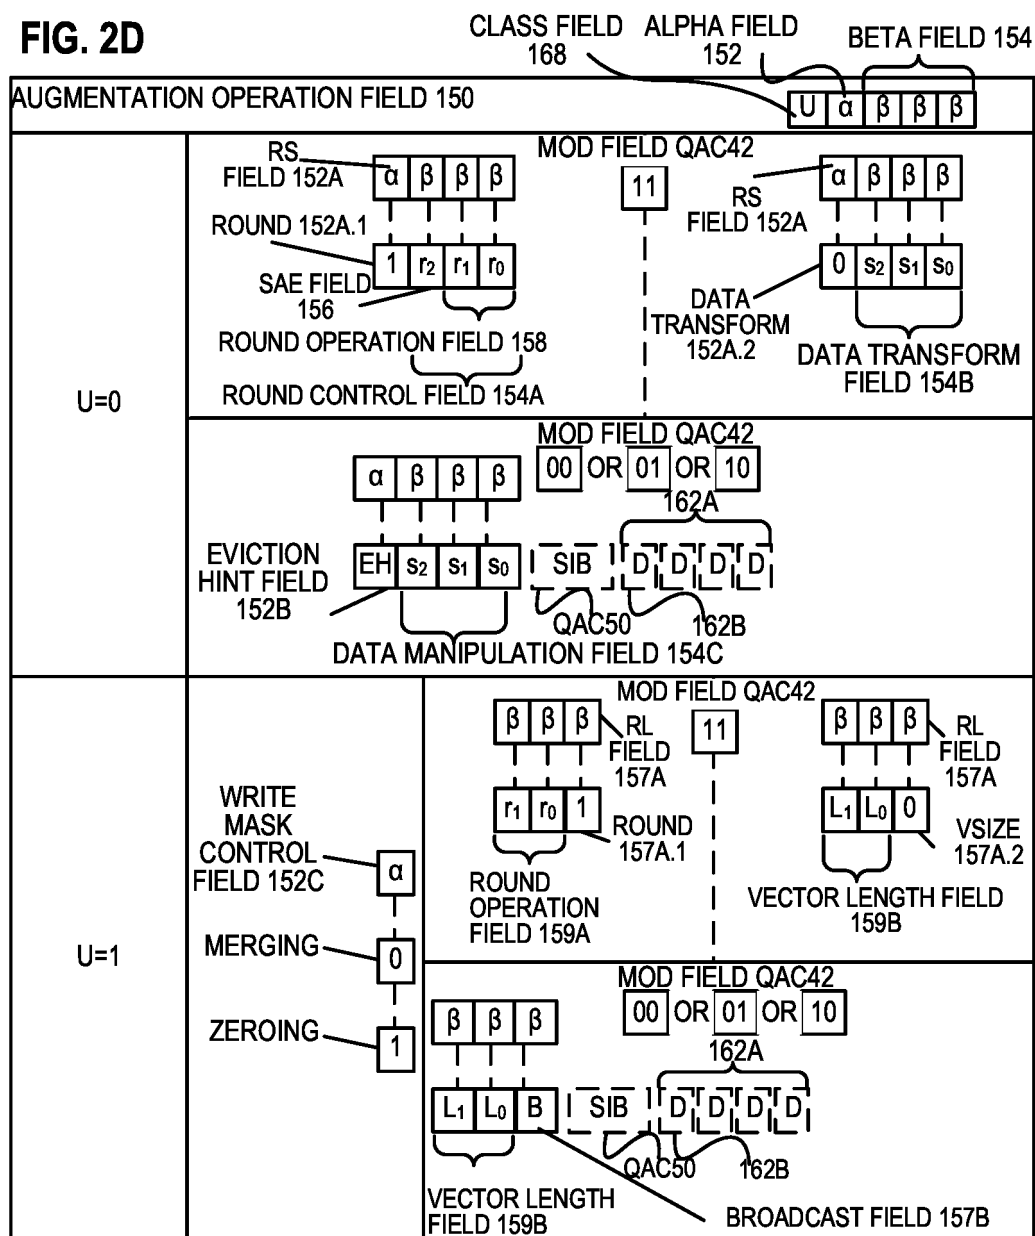 FIG. 2D
CLASS FIELD 168
ALPHA FIELD 152
BETA FIELD 154
AUGMENTATION OPERATION FIELD 150
U α β β β
U=0
MOD FIELD QAC42
11
RS FIELD 152A
α β β β
ROUND 152A.1
1 r2 r1 r0
SAE FIELD 156
ROUND OPERATION FIELD 158
ROUND CONTROL FIELD 154A
RS FIELD 152A
α β β β
0 s2 s1 s0
DATA TRANSFORM 152A.2
DATA TRANSFORM FIELD 154B
MOD FIELD QAC42
00 OR 01 OR 10
α β β β
162A
EVICTION HINT FIELD 152B
EH s2 s1 s0 SIB D D D D
QAC50
162B
DATA MANIPULATION FIELD 154C
U=1
WRITE MASK CONTROL FIELD 152C
α
MERGING
0
ZEROING
1
MOD FIELD QAC42
11
β β β
RL FIELD 157A
r1 r0 1
ROUND 157A.1
ROUND OPERATION FIELD 159A
β β β
RL FIELD 157A
L1 L0 0
VSIZE 157A.2
VECTOR LENGTH FIELD 159B
MOD FIELD QAC42
00 OR 01 OR 10
β β β
162A
L1 L0 B SIB D D D D
QAC50
162B
VECTOR LENGTH FIELD 159B
BROADCAST FIELD 157B